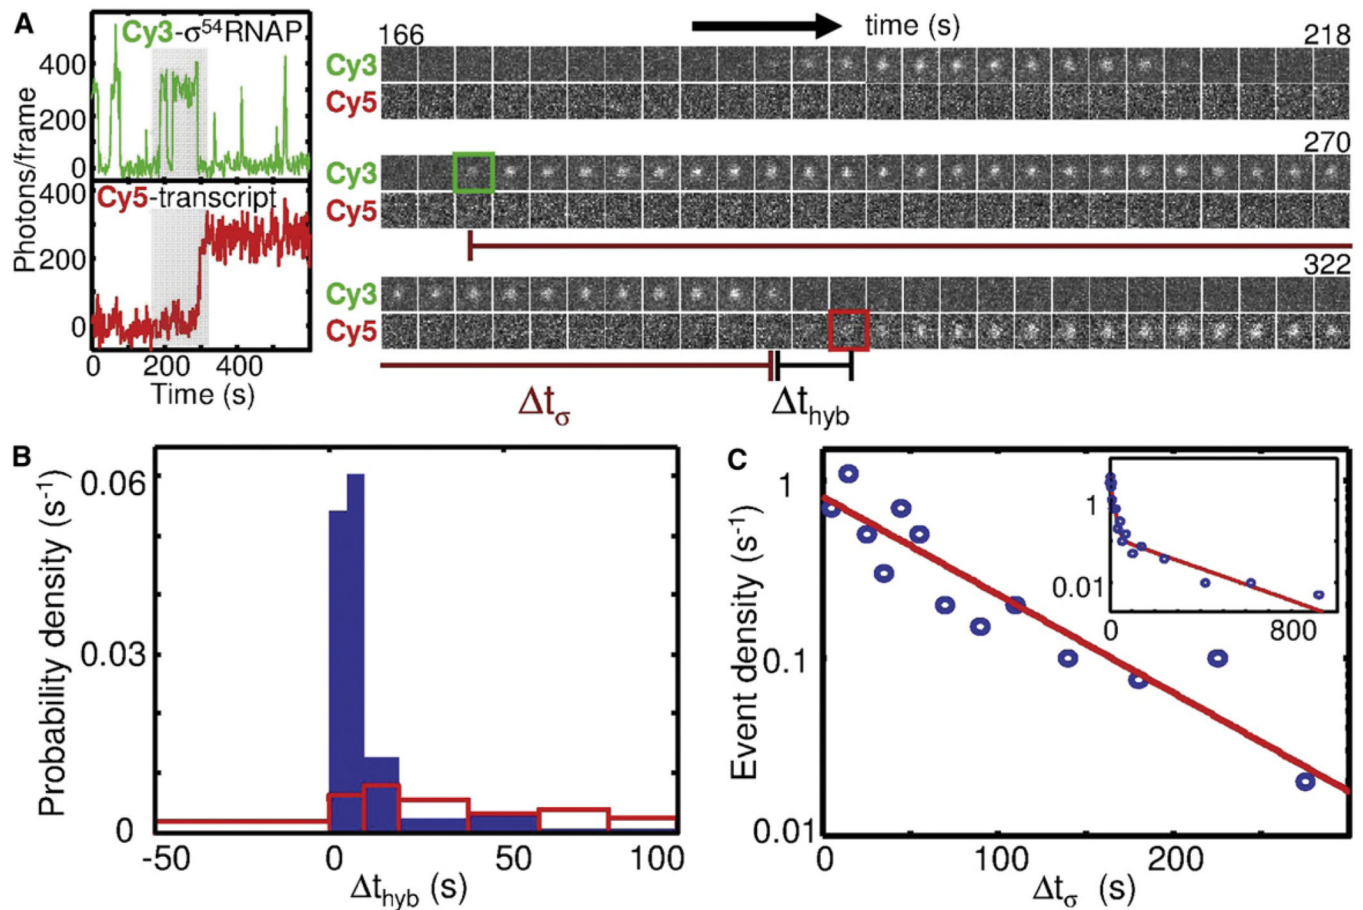 A
Cy3-σ⁵⁴RNAP
400
200
0
Photons/frame
400
Cy5-transcript
200
0
0 200 400
Time (s)
time (s)
166 218
Cy3
Cy5
270
Cy3
Cy5
322
Cy3
Cy5
Δtσ Δthyb
B
0.06
0.03
0
Probability density (s⁻¹)
-50 0 50 100
Δthyb (s)
C
1
0.1
0.01
Event density (s⁻¹)
0 100 200
Δtσ (s)
1
0.01
0 800